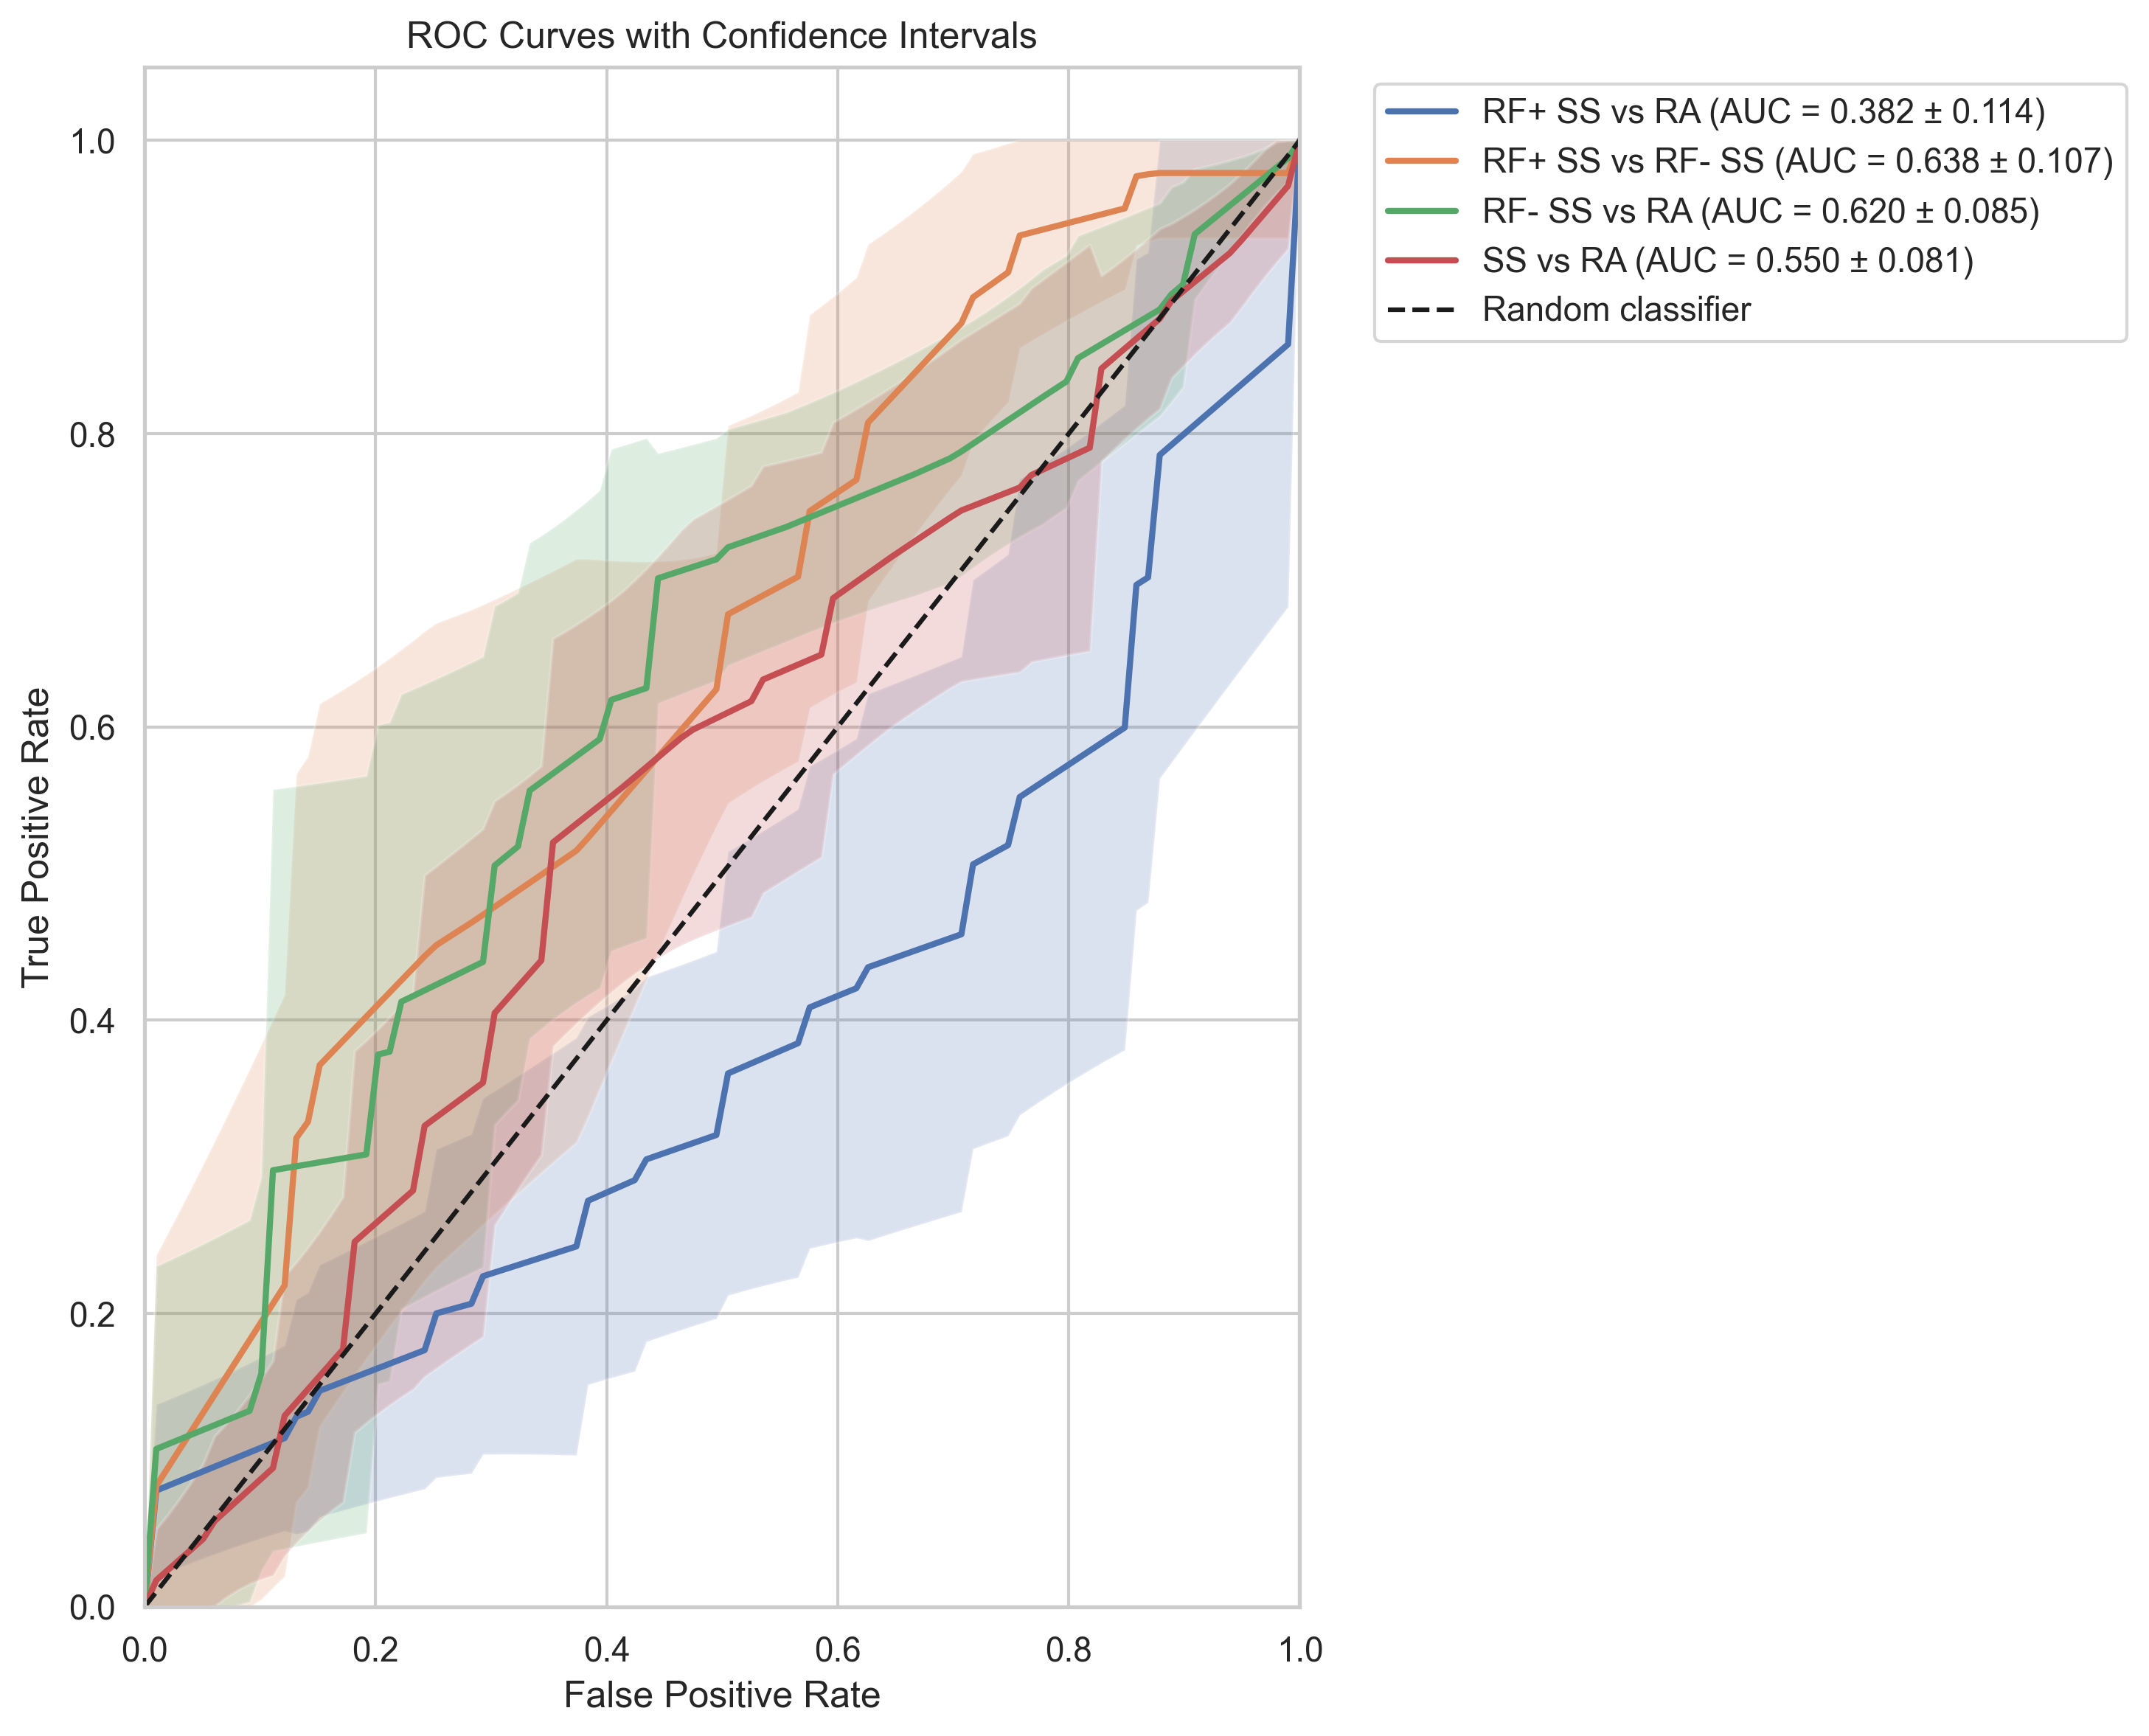 ROC Curves with Confidence Intervals
RF+ SS vs RA (AUC = 0.382 ± 0.114)
RF+ SS vs RF- SS (AUC = 0.638 ± 0.107)
RF- SS vs RA (AUC = 0.620 ± 0.085)
SS vs RA (AUC = 0.550 ± 0.081)
Random classifier
True Positive Rate
1.0
0.8
0.6
0.4
0.2
0.0
0.0 0.2 0.4 0.6 0.8 1.0
False Positive Rate